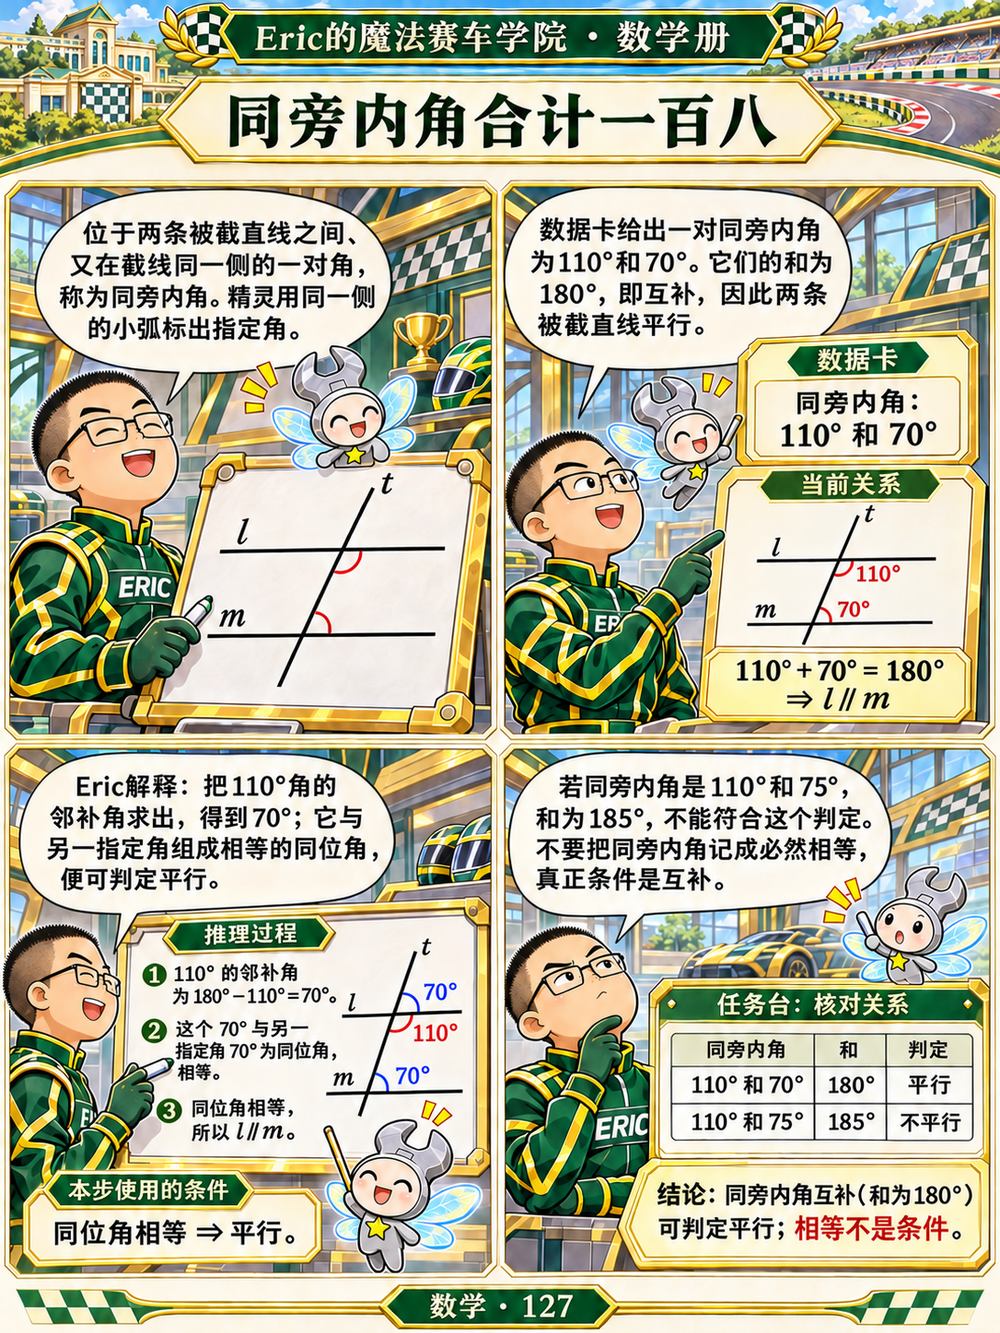 Eric的魔法赛车学院·数学册
同旁内角合计一百八
位于两条被截直线之间、
又在截线同一侧的一对角，
称为同旁内角。精灵用同一侧
的小弧标出指定角。
t
l
ERIC
m
数据卡给出一对同旁内角
为110°和70°。它们的和为
180°，即互补，因此两条
被截直线平行。
数据卡
同旁内角：
110° 和 70°
当前关系
t
l
110°
m
70°
110°+70°=180°
⇒ l∥m
Eric解释：把110°角的
邻补角求出，得到70°；它与
另一指定角组成相等的同位角，
便可判定平行。
推理过程
1 110° 的邻补角
为180°−110°=70°。
2 这个 70° 与另一
指定角70°为同位角，
相等。
3 同位角相等，
所以 l∥m。
t
l
70°
110°
m
70°
本步使用的条件
同位角相等 ⇒ 平行。
若同旁内角是110°和75°，
和为185°，不能符合这个判定。
不要把同旁内角记成必然相等，
真正条件是互补。
ERIC
任务台：核对关系
同旁内角 和 判定
110° 和 70° 180° 平行
110° 和 75° 185° 不平行
结论：同旁内角互补（和为180°）
可判定平行；相等不是条件。
数学·127